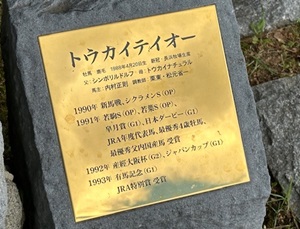 トウカイテイオー
牡馬 鹿毛 1988年4月20日生 新冠・長浜牧場生産
父:シンボリルドルフ 母:トウカイナチュラル
馬主:内村正則 調教師 栗東・松元省一
1990年 新馬戦、シクラメンS(OP)
1991年 若駒S(OP)、若葉S(OP)、
皐月賞(G1)、日本ダービー(G1)
JRA年度代表馬、最優秀4歳牡馬、
最優秀父内国産馬 受賞
1992年 産経大阪杯(G2)、ジャパンカップ(G1)
1993年 有馬記念(G1)
JRA特別賞 受賞